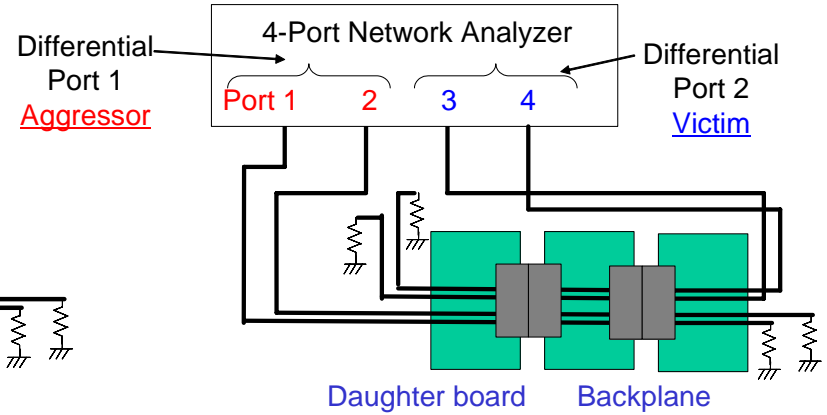 4-Port Network Analyzer
Differential
Port 1
Aggressor
Port 1 2 3 4
Differential
Port 2
Victim
Daughter board Backplane